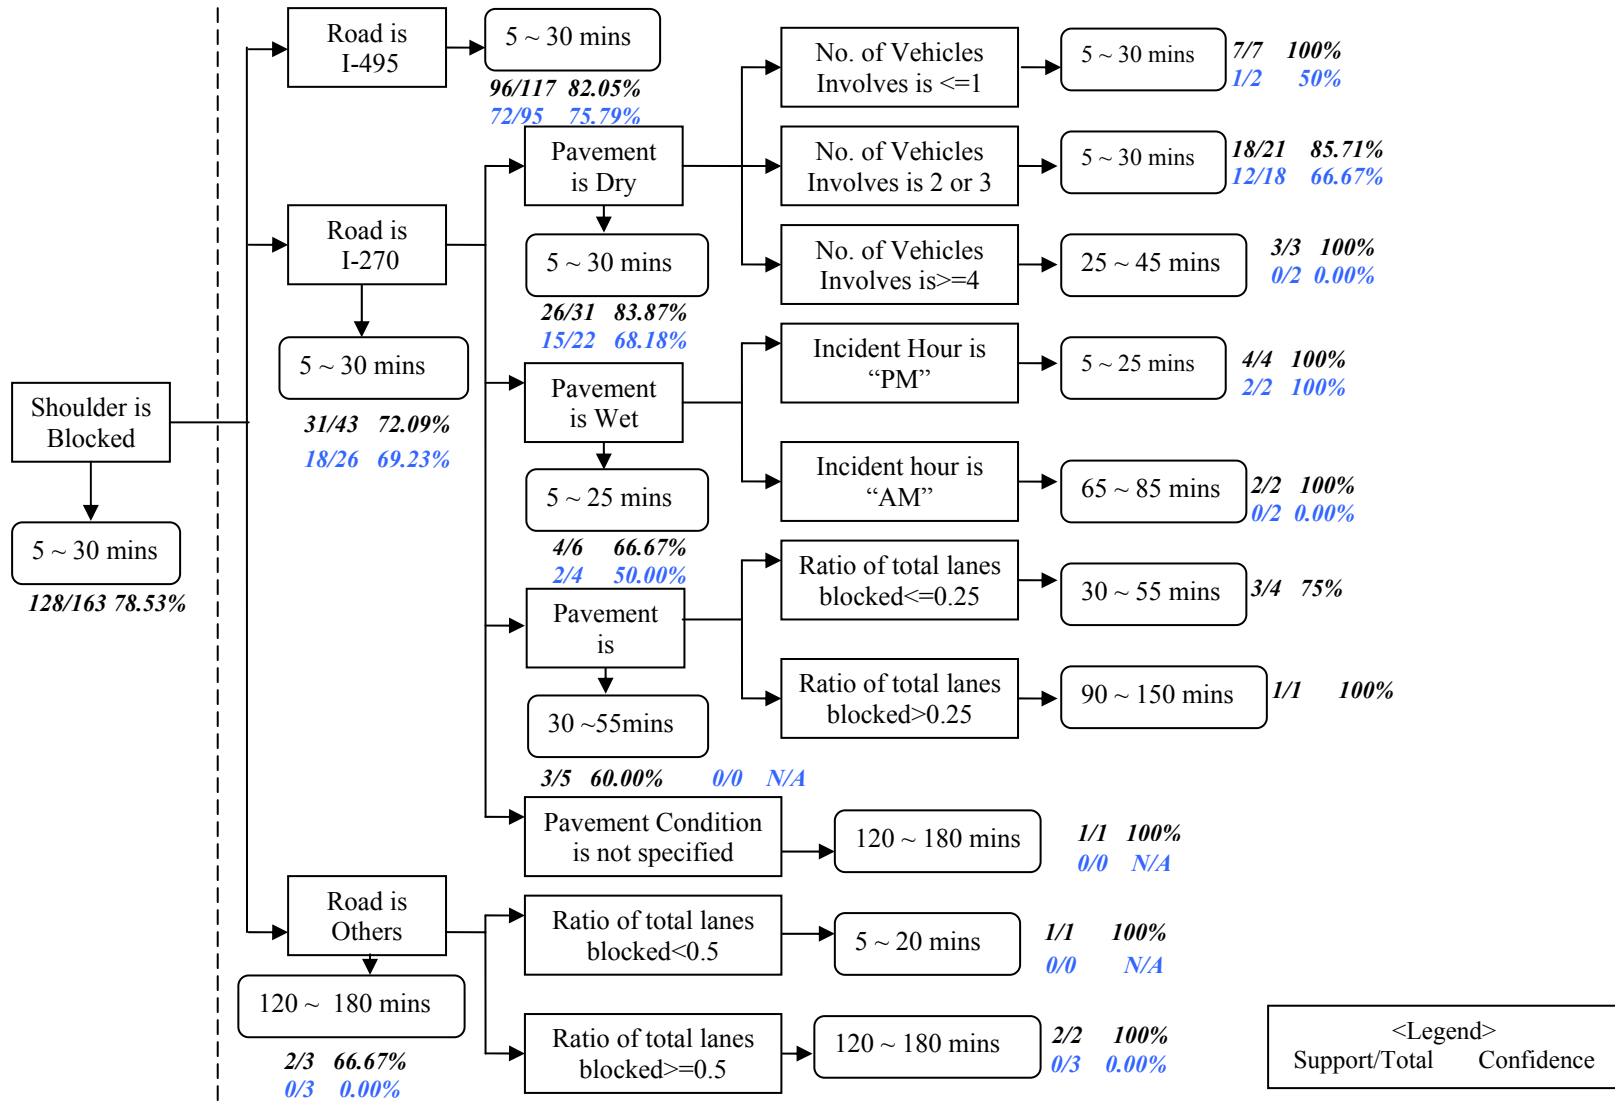 Shoulder is
Blocked
5 ~ 30 mins
128/163 78.53%
Road is
I-495
5 ~ 30 mins
96/117 82.05%
72/95 75.79%
Road is
I-270
5 ~ 30 mins
31/43 72.09%
18/26 69.23%
Pavement
is Dry
5 ~ 30 mins
26/31 83.87%
15/22 68.18%
No. of Vehicles
Involves is <=1
5 ~ 30 mins
7/7 100%
1/2 50%
No. of Vehicles
Involves is 2 or 3
5 ~ 30 mins
18/21 85.71%
12/18 66.67%
No. of Vehicles
Involves is>=4
25 ~ 45 mins
3/3 100%
0/2 0.00%
Pavement
is Wet
5 ~ 25 mins
4/6 66.67%
2/4 50.00%
Incident Hour is
“PM”
5 ~ 25 mins
4/4 100%
2/2 100%
Incident hour is
“AM”
65 ~ 85 mins
2/2 100%
0/2 0.00%
Pavement
is
30 ~55mins
3/5 60.00% 0/0 N/A
Ratio of total lanes
blocked<=0.25
30 ~ 55 mins
3/4 75%
Ratio of total lanes
blocked>0.25
90 ~ 150 mins
1/1 100%
Pavement Condition
is not specified
120 ~ 180 mins
1/1 100%
0/0 N/A
Road is
Others
120 ~ 180 mins
2/3 66.67%
0/3 0.00%
Ratio of total lanes
blocked<0.5
5 ~ 20 mins
1/1 100%
0/0 N/A
Ratio of total lanes
blocked>=0.5
120 ~ 180 mins
2/2 100%
0/3 0.00%
<Legend>
Support/Total Confidence